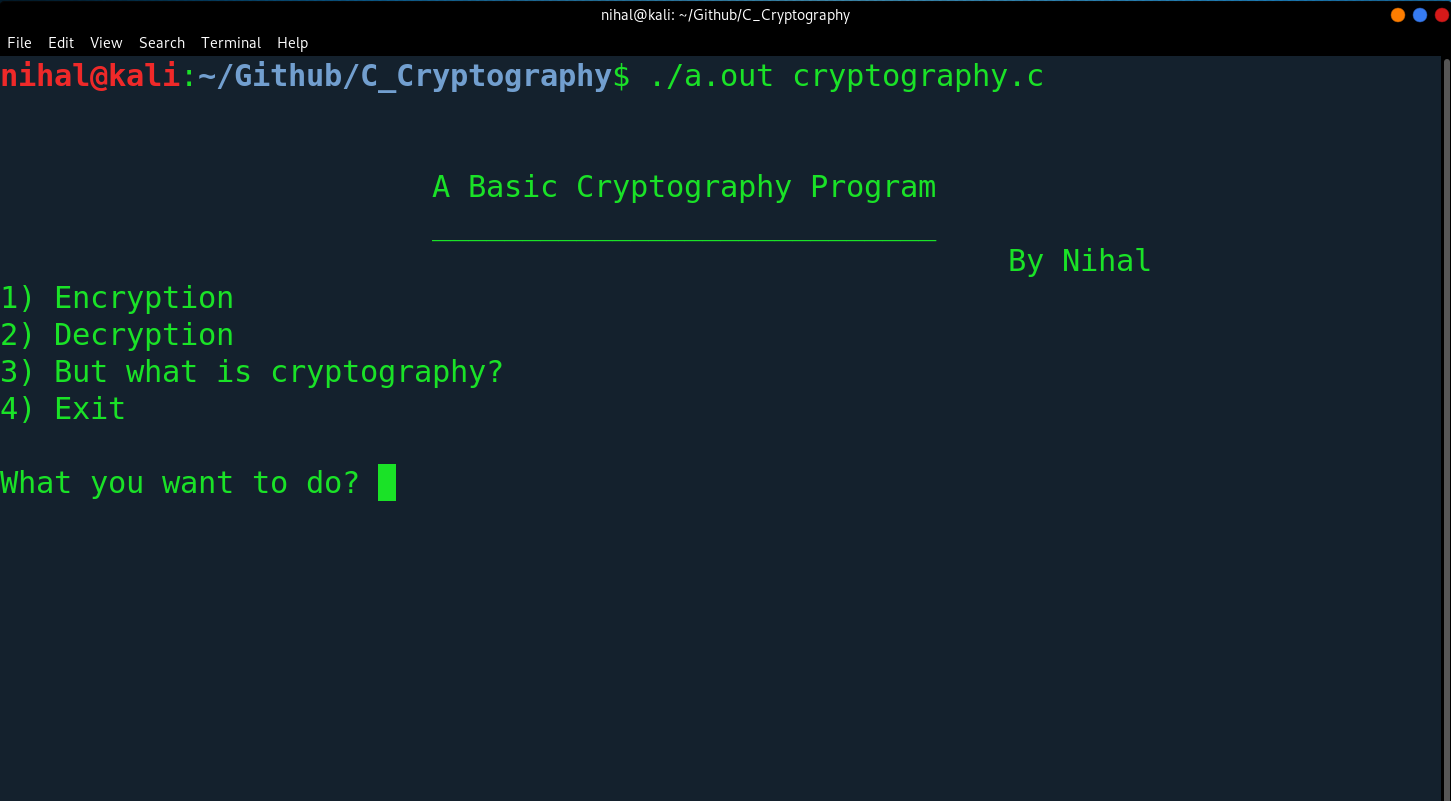 nihal@kali: ~/Github/C_Cryptography
File Edit View Search Terminal Help
nihal@kali:~/Github/C_Cryptography$ ./a.out cryptography.c
A Basic Cryptography Program
____________________________
By Nihal
1) Encryption
2) Decryption
3) But what is cryptography?
4) Exit
What you want to do?